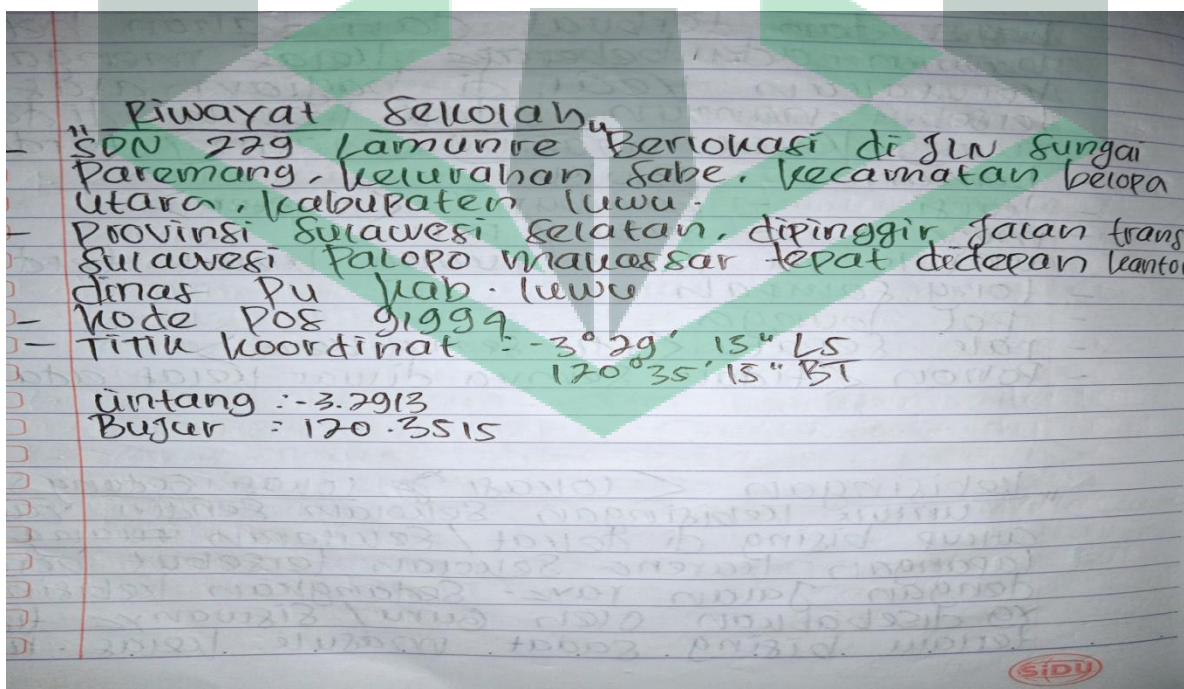 " Riwayat Sekolah "
- SDN 229 Lamunre Berlokasi di JLN Sungai
Paremang, kelurahan Sabe, kecamatan belopa
Utara, kabupaten luwu.
- Provinsi Sulawesi Selatan, dipinggir Jalan trans
Sulawesi Palopo makassar tepat didepan kantor
dinas Pu kab. luwu
- Kode Pos 91994
- Titik koordinat : -3° 29' 15" LS
120° 35' 15" BT
Lintang : -3.2913
Bujur : 120.3515
SiDU